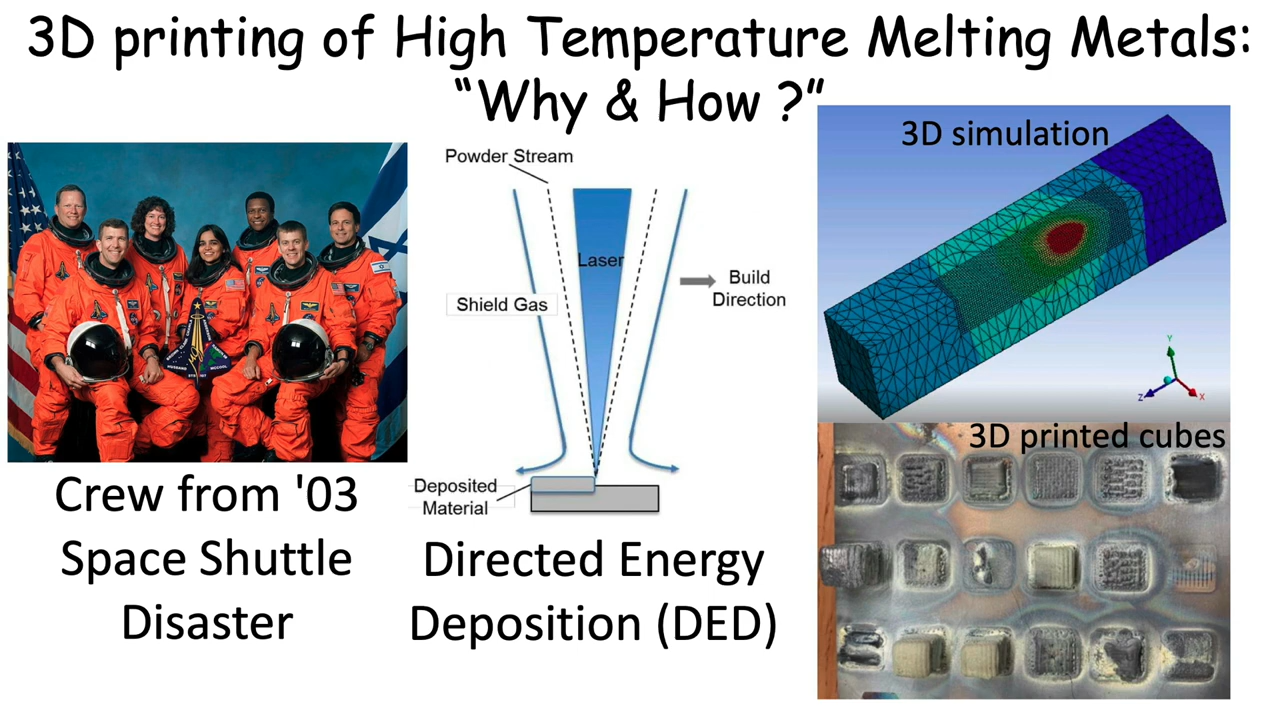 3D printing of High Temperature Melting Metals:
“Why & How ?”
Crew from '03
Space Shuttle
Disaster
Powder Stream
Laser
Shield Gas
Build
Direction
Deposited
Material
Directed Energy
Deposition (DED)
3D simulation
Y
Z
X
3D printed cubes